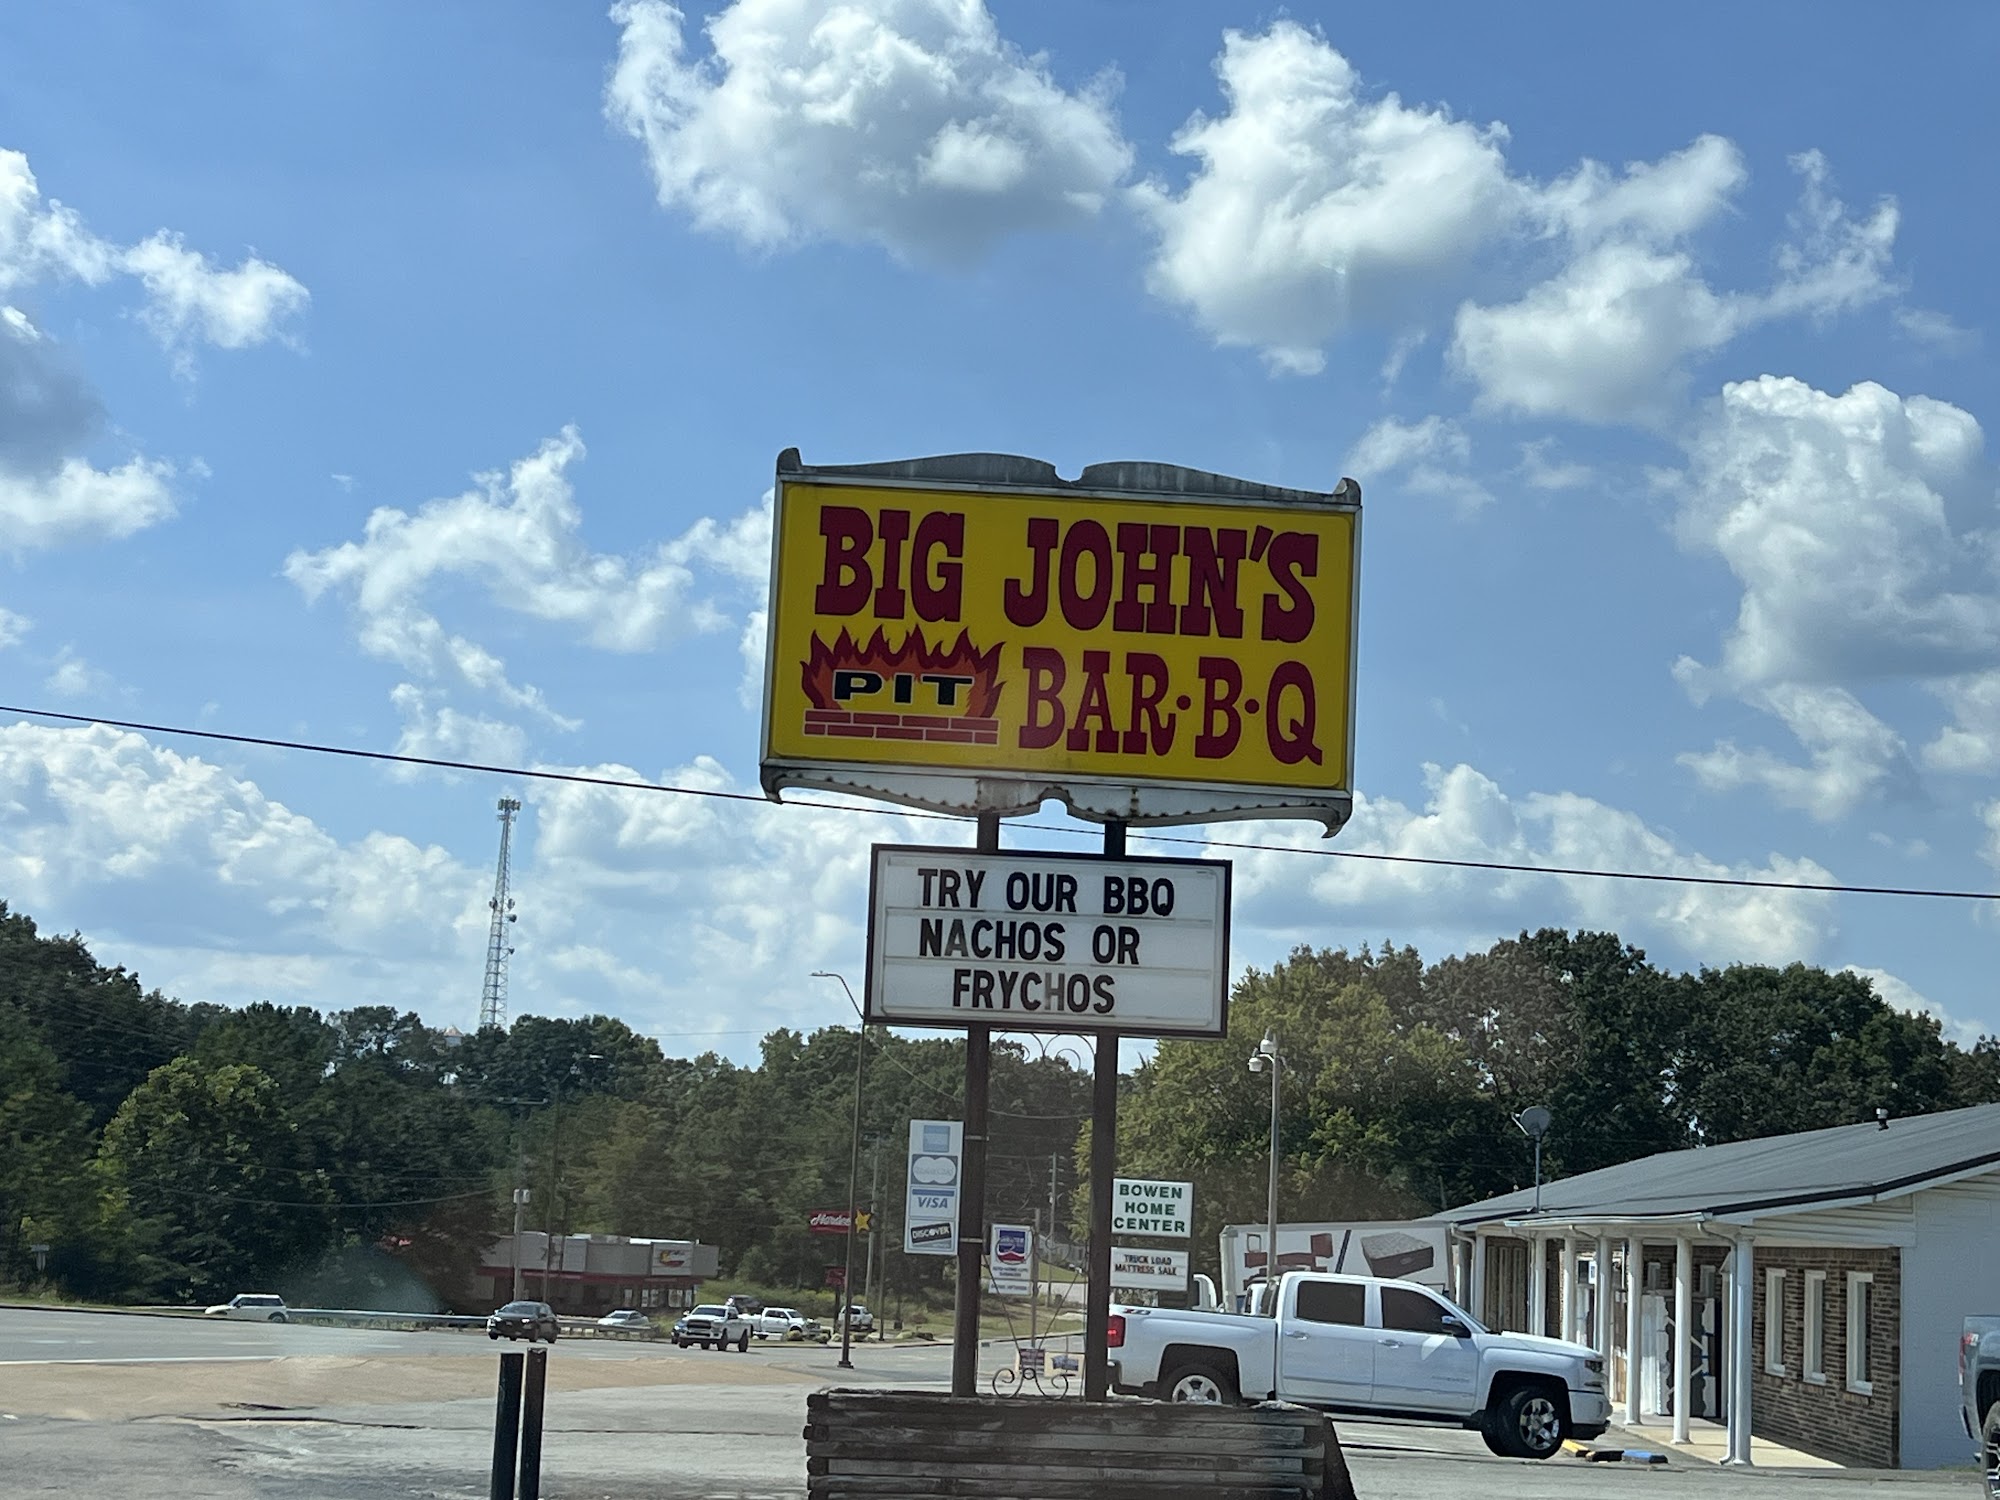 BIG JOHN'S
PIT BAR·B·Q
TRY OUR BBQ
NACHOS OR
FRYCHOS
VISA
DISCOVER
BOWEN
HOME
CENTER
TRUCK LOAD
MATTRESS SALE
Hardee's